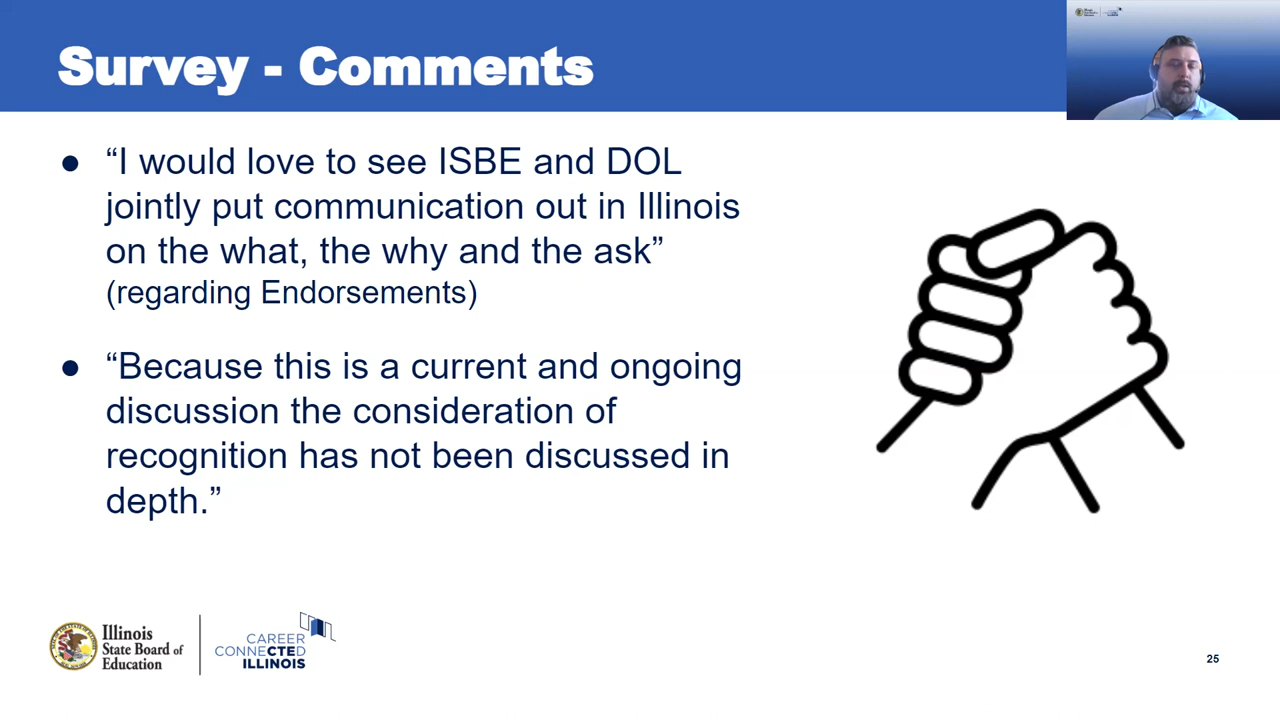 Survey - Comments
● “I would love to see ISBE and DOL
jointly put communication out in Illinois
on the what, the why and the ask”
(regarding Endorsements)
● “Because this is a current and ongoing
discussion the consideration of
recognition has not been discussed in
depth.”
Illinois
State Board of
Education
CAREER
CONNECTED
ILLINOIS
25